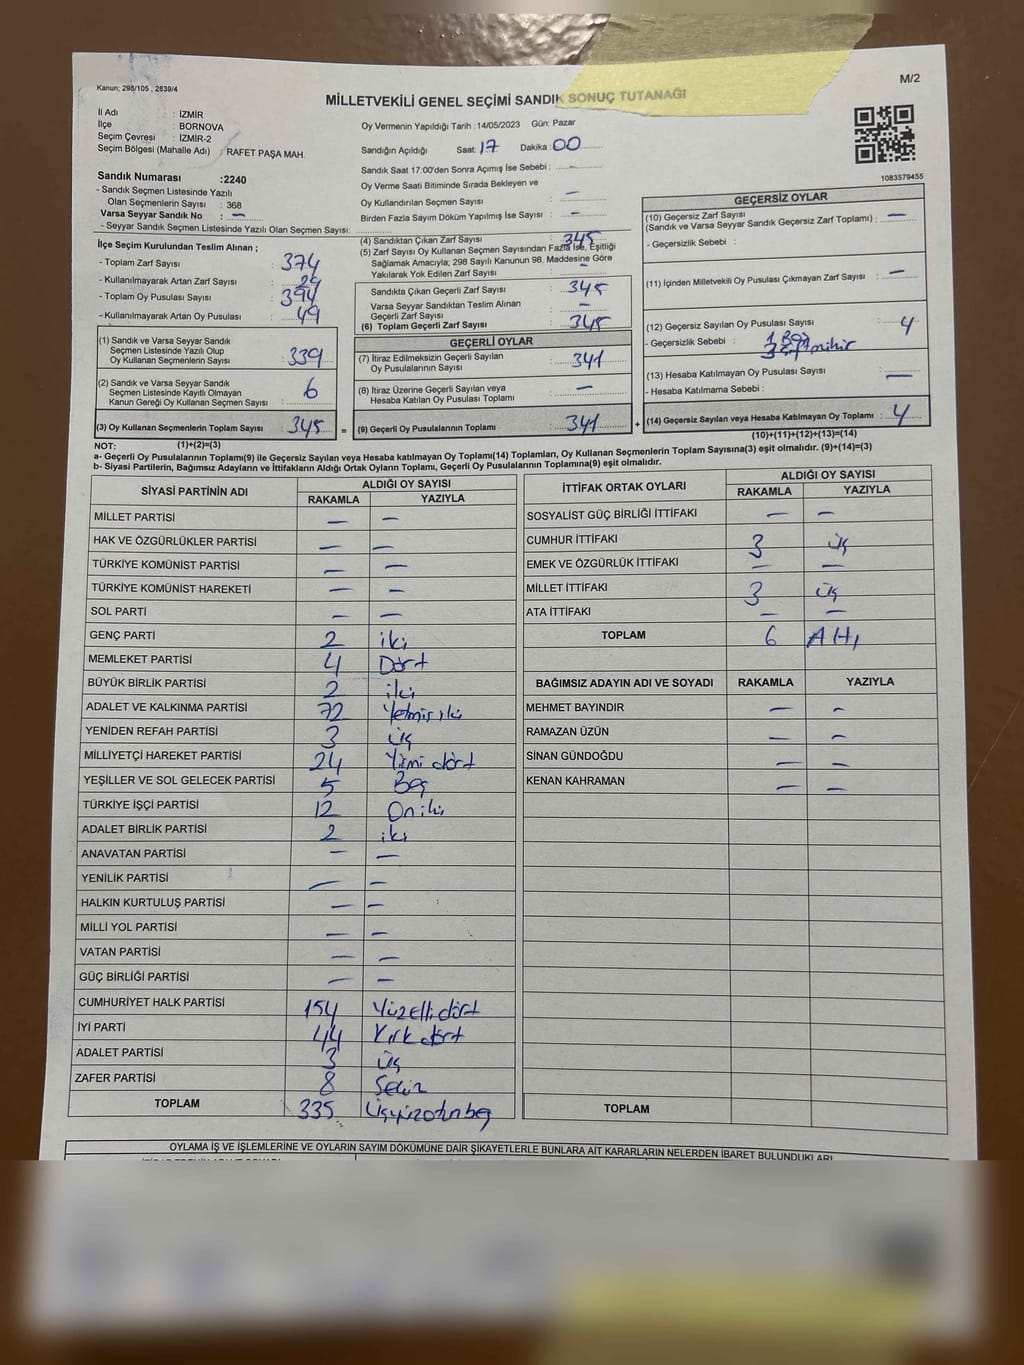 Kanun; 298/105 , 2839/4
M/2
MİLLETVEKİLİ GENEL SEÇİMİ SANDIK SONUÇ TUTANAĞI
İl Adı : İZMİR
İlçe : BORNOVA
Seçim Çevresi : İZMİR-2
Seçim Bölgesi (Mahalle Adı) : RAFET PAŞA MAH.
Sandık Numarası :2240
- Sandık Seçmen Listesinde Yazılı
Olan Seçmenlerin Sayısı : 368
Varsa Seyyar Sandık No : —
- Seyyar Sandık Seçmen Listesinde Yazılı Olan Seçmen Sayısı:
Oy Vermenin Yapıldığı Tarih :14/05/2023 Gün: Pazar
Sandığın Açıldığı Saat: 17 Dakika : 00
Sandık Saat 17:00'den Sonra Açımış İse Sebebi : —
Oy Verme Saati Bitiminde Sırada Bekleyen ve
Oy Kullandırılan Seçmen Sayısı —
Birden Fazla Sayım Döküm Yapılmış İse Sayısı : —
1083579455
İlçe Seçim Kurulundan Teslim Alınan ;
- Toplam Zarf Sayısı : 374
- Kullanılmayarak Artan Zarf Sayısı : 29
- Toplam Oy Pusulası Sayısı : 394
- Kullanılmayarak Artan Oy Pusulası : 49
(1) Sandık ve Varsa Seyyar Sandık
Seçmen Listesinde Yazılı Olup
Oy Kullanan Seçmenlerin Sayısı : 339
(2) Sandık ve Varsa Seyyar Sandık
Seçmen Listesinde Kayıtlı Olmayan
Kanun Gereği Oy Kullanan Seçmen Sayısı : 6
(3) Oy Kullanan Seçmenlerin Toplam Sayısı : 345 =
(1)+(2)=(3)
(4) Sandıktan Çıkan Zarf Sayısı : 345
(5) Zarf Sayısı Oy Kullanan Seçmen Sayısından Fazla İse, Eşitliği
Sağlamak Amacıyla; 298 Sayılı Kanunun 98. Maddesine Göre
Yakılarak Yok Edilen Zarf Sayısı : —
Sandıkta Çıkan Geçerli Zarf Sayısı : 345
Varsa Seyyar Sandıktan Teslim Alınan
Geçerli Zarf Sayısı : —
(6) Toplam Geçerli Zarf Sayısı : 345
GEÇERLİ OYLAR
(7) İtiraz Edilmeksizin Geçerli Sayılan
Oy Pusulalarının Sayısı : 341
(8) İtiraz Üzerine Geçerli Sayılan veya
Hesaba Katılan Oy Pusulası Toplamı : —
(9) Geçerli Oy Pusulalarının Toplamı : 341 +
GEÇERSİZ OYLAR
(10) Geçersiz Zarf Sayısı
(Sandık ve Varsa Seyyar Sandık Geçersiz Zarf Toplamı) : —
- Geçersizlik Sebebi :
(11) İçinden Milletvekili Oy Pusulası Çıkmayan Zarf Sayısı : —
(12) Geçersiz Sayılan Oy Pusulası Sayısı : 4
- Geçersizlik Sebebi : 1 Boş
3
(13) Hesaba Katılmayan Oy Pusulası Sayısı : —
- Hesaba Katılmama Sebebi :
(14) Geçersiz Sayılan veya Hesaba Katılmayan Oy Toplamı : 4
(10)+(11)+(12)+(13)=(14)
NOT:
a- Geçerli Oy Pusulalarının Toplamı(9) ile Geçersiz Sayılan veya Hesaba katılmayan Oy Toplamı(14) Toplamları, Oy Kullanan Seçmenlerin Toplam Sayısına(3) eşit olmalıdır. (9)+(14)=(3)
b- Siyasi Partilerin, Bağımsız Adayların ve İttifakların Aldığı Ortak Oyların Toplamı, Geçerli Oy Pusulalarının Toplamına(9) eşit olmalıdır.
SİYASİ PARTİNİN ADI ALDIĞI OY SAYISI
RAKAMLA YAZIYLA
MİLLET PARTİSİ — —
HAK VE ÖZGÜRLÜKLER PARTİSİ — —
TÜRKİYE KOMÜNİST PARTİSİ — —
TÜRKİYE KOMÜNİST HAREKETİ — —
SOL PARTİ — —
GENÇ PARTİ 2 iki
MEMLEKET PARTİSİ 4 Dört
BÜYÜK BİRLİK PARTİSİ 2 iki
ADALET VE KALKINMA PARTİSİ 72 Yetmiş iki
YENİDEN REFAH PARTİSİ 3 üç
MİLLİYETÇİ HAREKET PARTİSİ 24 Yirmi dört
YEŞİLLER VE SOL GELECEK PARTİSİ 5 Beş
TÜRKİYE İŞÇİ PARTİSİ 12 On iki
ADALET BİRLİK PARTİSİ 2 iki
ANAVATAN PARTİSİ — —
YENİLİK PARTİSİ — —
HALKIN KURTULUŞ PARTİSİ — —
MİLLİ YOL PARTİSİ — —
VATAN PARTİSİ — —
GÜÇ BİRLİĞİ PARTİSİ — —
CUMHURİYET HALK PARTİSİ 154 Yüzelli dört
İYİ PARTİ 44 Kırk dört
ADALET PARTİSİ 3 üç
ZAFER PARTİSİ 8 Sekiz
TOPLAM 335 Üçyüzotuzbeş
İTTİFAK ORTAK OYLARI ALDIĞI OY SAYISI
RAKAMLA YAZIYLA
SOSYALİST GÜÇ BİRLİĞİ İTTİFAKI — —
CUMHUR İTTİFAKI 3 üç
EMEK VE ÖZGÜRLÜK İTTİFAKI — —
MİLLET İTTİFAKI 3 üç
ATA İTTİFAKI — —
TOPLAM 6 Altı
BAĞIMSIZ ADAYIN ADI VE SOYADI RAKAMLA YAZIYLA
MEHMET BAYINDIR — —
RAMAZAN ÜZÜN — —
SİNAN GÜNDOĞDU — —
KENAN KAHRAMAN — —
TOPLAM
OYLAMA İŞ VE İŞLEMLERİNE VE OYLARIN SAYIM DÖKÜMÜNE DAİR ŞİKAYETLERLE BUNLARA AİT KARARLARIN NELERDEN İBARET BULUNDUKLARI